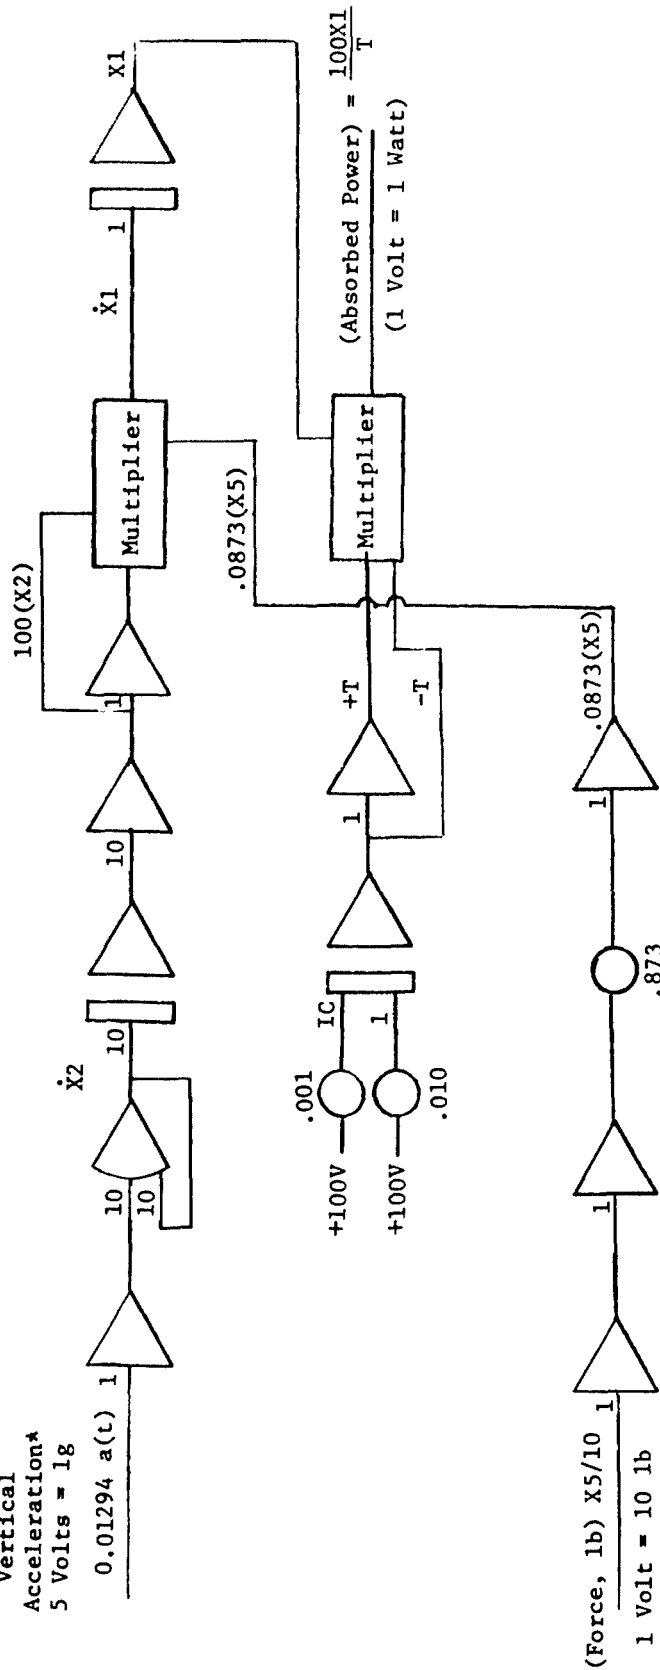 Vertical
Acceleration*
5 Volts = 1g
0.01294 a(t)
1
10
10
Ẋ2
10
10
1
100(X2)
Multiplier
Ẋ1
1
X1
.0873(X5)
+100V
.001
IC
+100V
.010
1
1
+T
-T
Multiplier
(Absorbed Power) = 100X1
T
(1 Volt = 1 Watt)
(Force, lb) X5/10
1 Volt = 10 lb
1
1
.873
1
.0873(X5)